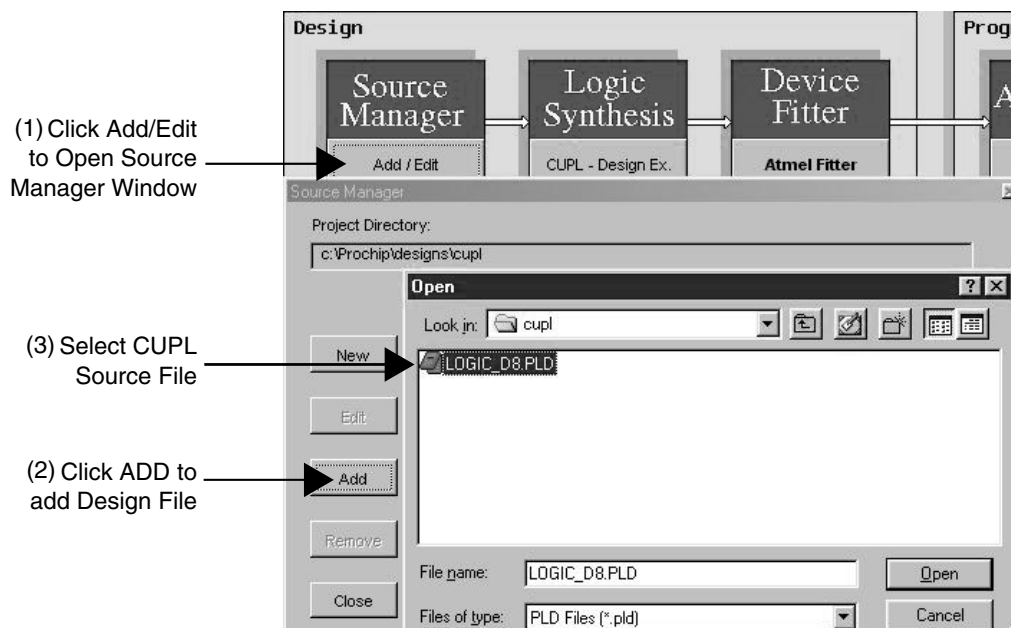 Design
Prog
Source
Manager
Logic
Synthesis
Device
Fitter
A
Add / Edit
CUPL - Design Ex.
Atmel Fitter
(1) Click Add/Edit
to Open Source
Manager Window
Source Manager
Project Directory:
c:\Prochip\designs\cupl
Open
Look in:
cupl
(3) Select CUPL
Source File
New
LOGIC_D8.PLD
Edit
(2) Click ADD to
add Design File
Add
Remove
File name:
LOGIC_D8.PLD
Open
Close
Files of type:
PLD Files (*.pld)
Cancel